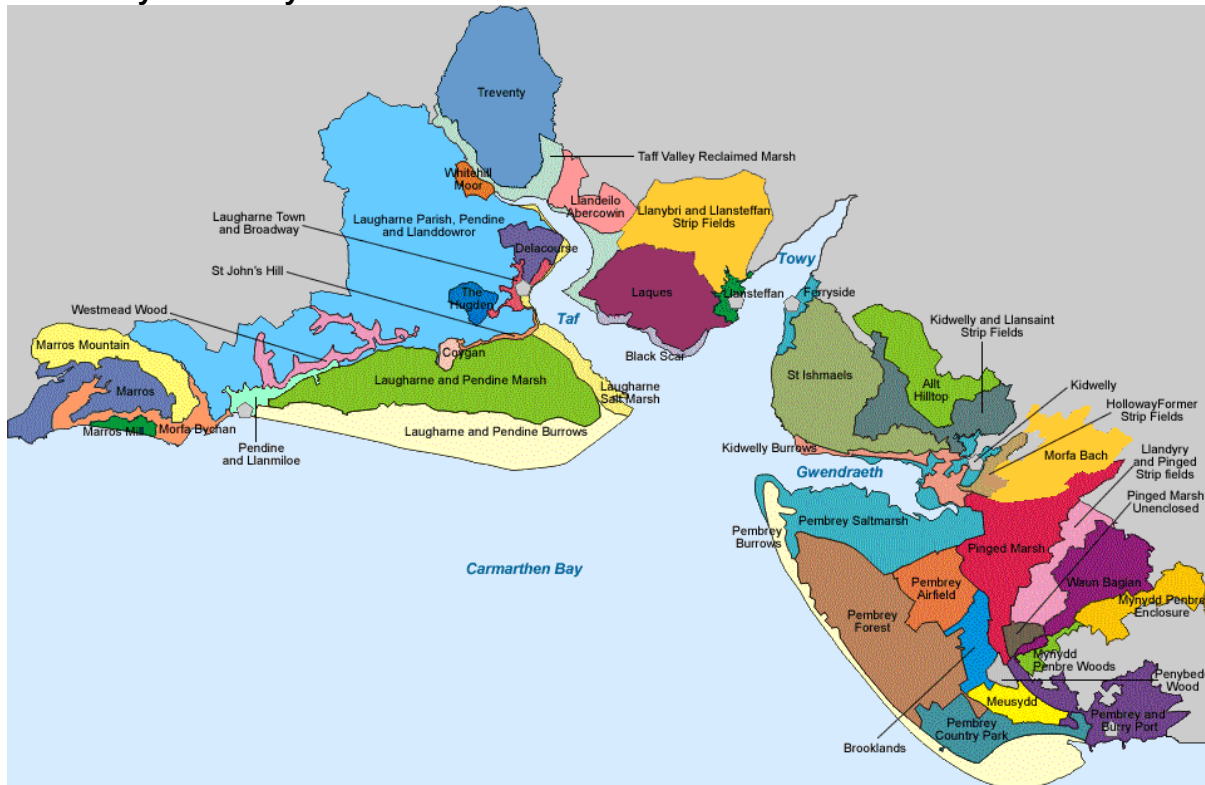 Treventy
Taff Valley Reclaimed Marsh
Whitehill
Moor
Llandeilo
Abercowin
Llanybri and Llansteffan
Strip Fields
Laugharne Town
and Broadway
Laugharne Parish, Pendine
and Llanddowror
Delacourse
Towy
St John's Hill
The
Hugden
Laques
Llansteffan
Ferryside
Westmead Wood
Taf
Kidwelly and Llansaint
Strip Fields
Marros Mountain
Coygan
Black Scar
St Ishmaels
Allt
Hilltop
Kidwelly
Marros
Laugharne and Pendine Marsh
Laugharne
Salt Marsh
HollowayFormer
Strip Fields
Marros Mill
Morfa Bychan
Laugharne and Pendine Burrows
Pendine
and Llanmiloe
Kidwelly Burrows
Morfa Bach
Llandyry
and Pinged
Strip fields
Gwendraeth
Pinged Marsh
Unenclosed
Pembrey
Burrows
Pembrey Saltmarsh
Pinged Marsh
Carmarthen Bay
Pembrey
Airfield
Waun Bagian
Pembrey
Forest
Mynydd Penbre
Enclosure
Mynydd
Penbre Woods
Penybedd
Wood
Meusydd
Pembrey
Country Park
Pembrey and
Burry Port
Brooklands